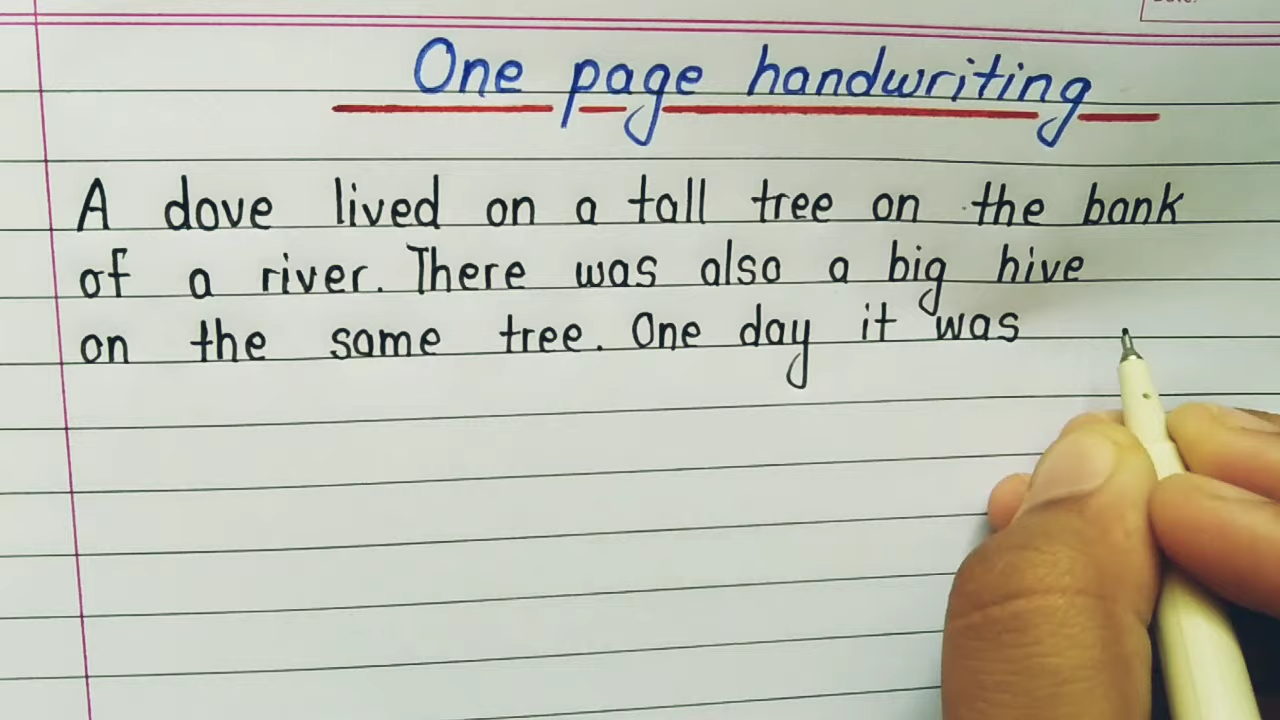 One page handwriting
A dove lived on a tall tree on the bank
of a river. There was also a big hive
on the same tree. One day it was